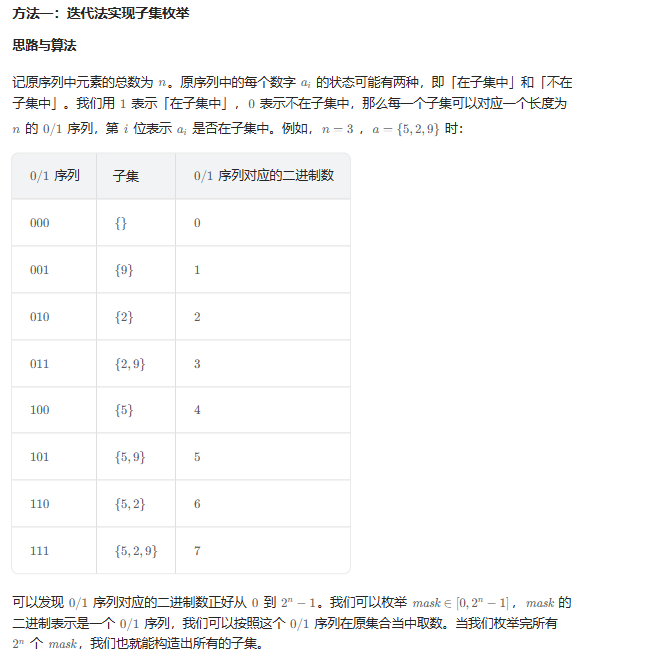 方法一：迭代法实现子集枚举
思路与算法
记原序列中元素的总数为 n。原序列中的每个数字 a_i 的状态可能有两种，即「在子集中」和「不在
子集中」。我们用 1 表示「在子集中」，0 表示不在子集中，那么每一个子集可以对应一个长度为
n 的 0/1 序列，第 i 位表示 a_i 是否在子集中。例如，n = 3 ，a = {5, 2, 9} 时：
0/1 序列 子集 0/1 序列对应的二进制数
000 {} 0
001 {9} 1
010 {2} 2
011 {2, 9} 3
100 {5} 4
101 {5, 9} 5
110 {5, 2} 6
111 {5, 2, 9} 7
可以发现 0/1 序列对应的二进制数正好从 0 到 2^n − 1。我们可以枚举 mask ∈ [0, 2^n − 1]，mask 的
二进制表示是一个 0/1 序列，我们可以按照这个 0/1 序列在原集合当中取数。当我们枚举完所有
2^n 个 mask，我们也就能构造出所有的子集。